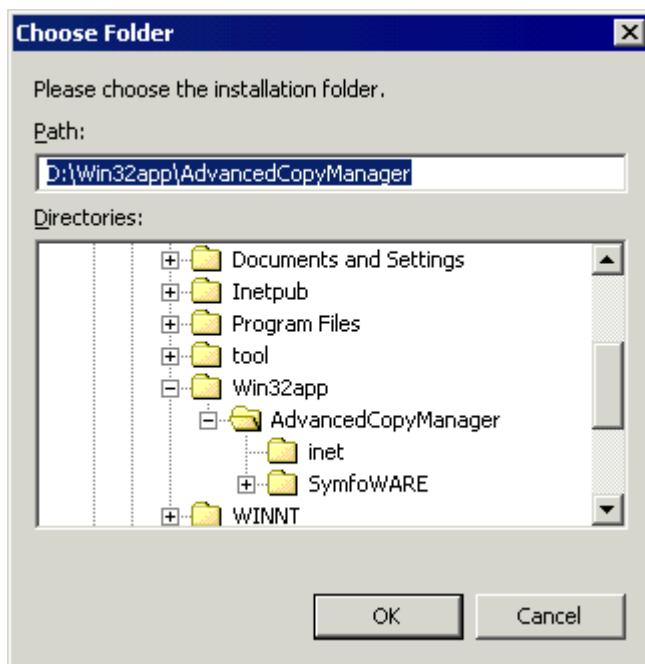 Choose Folder
Please choose the installation folder.
Path:
D:\Win32app\AdvancedCopyManager
Directories:
Documents and Settings
Inetpub
Program Files
tool
Win32app
AdvancedCopyManager
inet
SymfoWARE
WINNT
OK Cancel